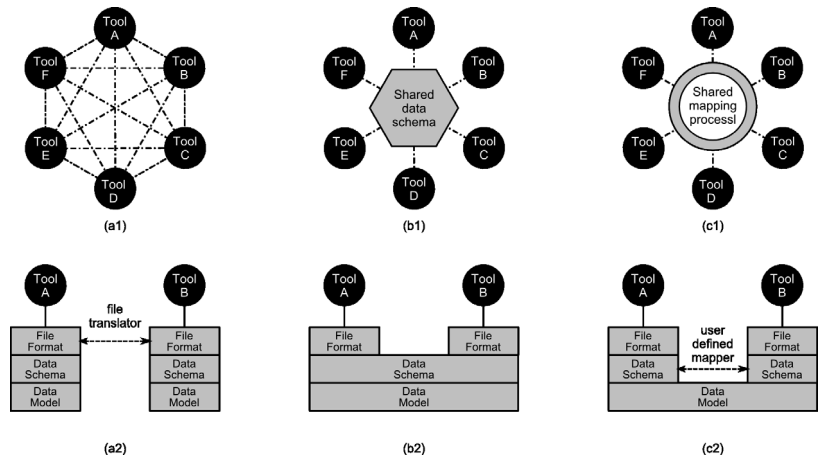 Tool
A
Tool
B
Tool
C
Tool
D
Tool
E
Tool
F
(a1)
Tool
A
Tool
B
Tool
C
Tool
D
Tool
E
Tool
F
Shared
data
schema
(b1)
Tool
A
Tool
B
Tool
C
Tool
D
Tool
E
Tool
F
Shared
mapping
processl
(c1)
Tool
A
Tool
B
file
translator
File
Format
Data
Schema
Data
Model
File
Format
Data
Schema
Data
Model
(a2)
Tool
A
Tool
B
File
Format
File
Format
Data
Schema
Data
Model
(b2)
Tool
A
Tool
B
File
Format
Data
Schema
user
defined
mapper
File
Format
Data
Schema
Data
Model
(c2)